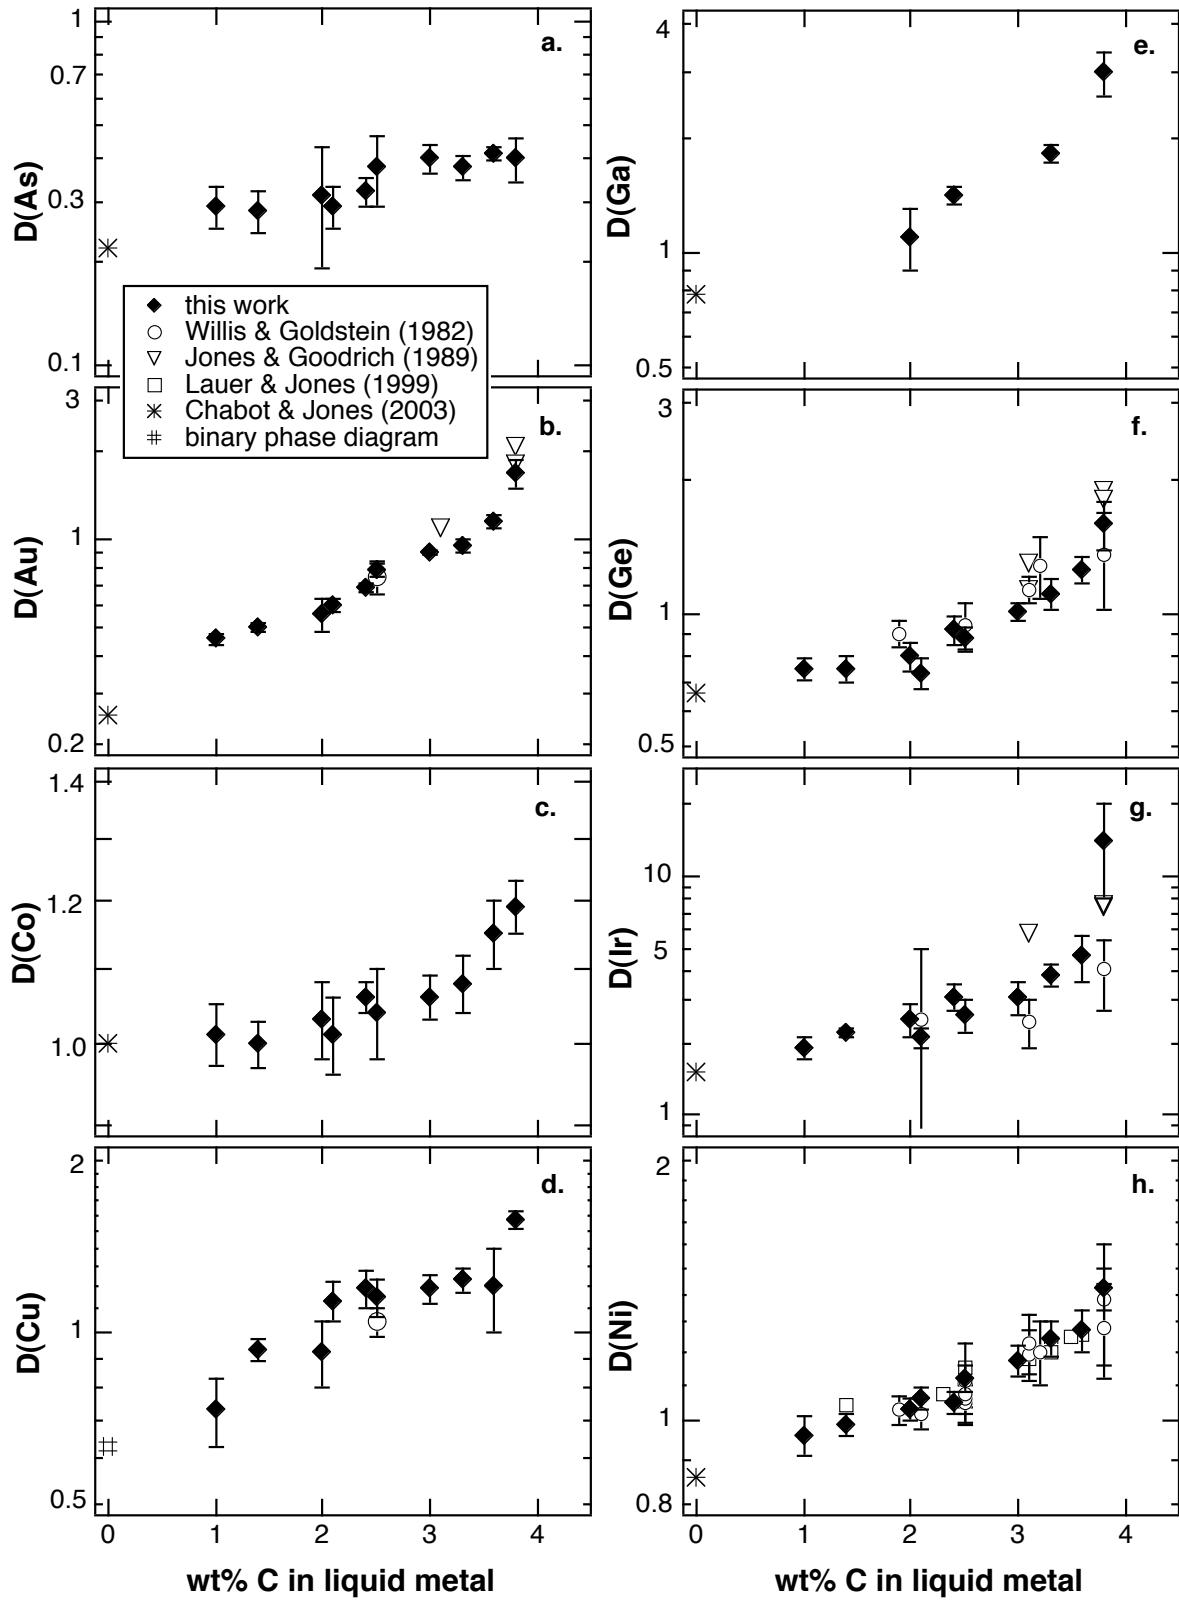 1
0.7
0.3
0.1
D(As)
a.
◆ this work
○ Willis & Goldstein (1982)
▽ Jones & Goodrich (1989)
□ Lauer & Jones (1999)
✳ Chabot & Jones (2003)
⌗ binary phase diagram
3
1
0.2
D(Au)
b.
1.4
1.2
1.0
D(Co)
c.
2
1
0.5
D(Cu)
d.
0 1 2 3 4
wt% C in liquid metal
4
2
1
0.5
D(Ga)
e.
3
1
0.5
D(Ge)
f.
10
5
1
D(Ir)
g.
2
1
0.8
D(Ni)
h.
0 1 2 3 4
wt% C in liquid metal